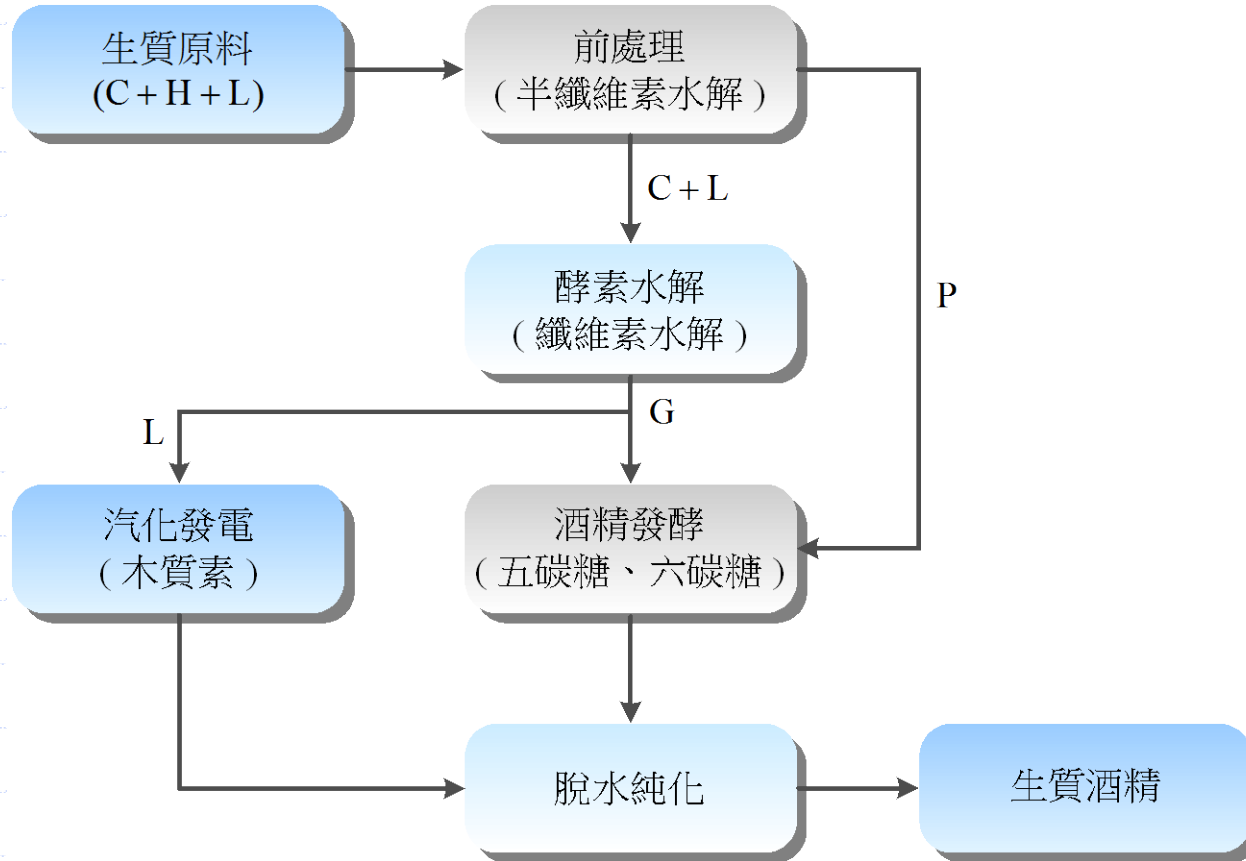 生質原料
(C+H+L)
前處理
(半纖維素水解)
C+L
P
酵素水解
(纖維素水解)
G
L
汽化發電
(木質素)
酒精發酵
(五碳糖、六碳糖)
脫水純化
生質酒精